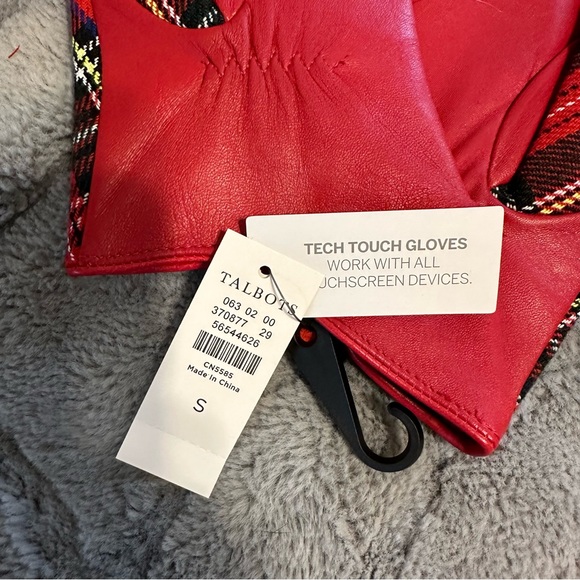 TECH TOUCH GLOVES
WORK WITH ALL
UCHSCREEN DEVICES.
TALBOTS
063 02 00
370877 29
56544626
CN5585
Made In China
S